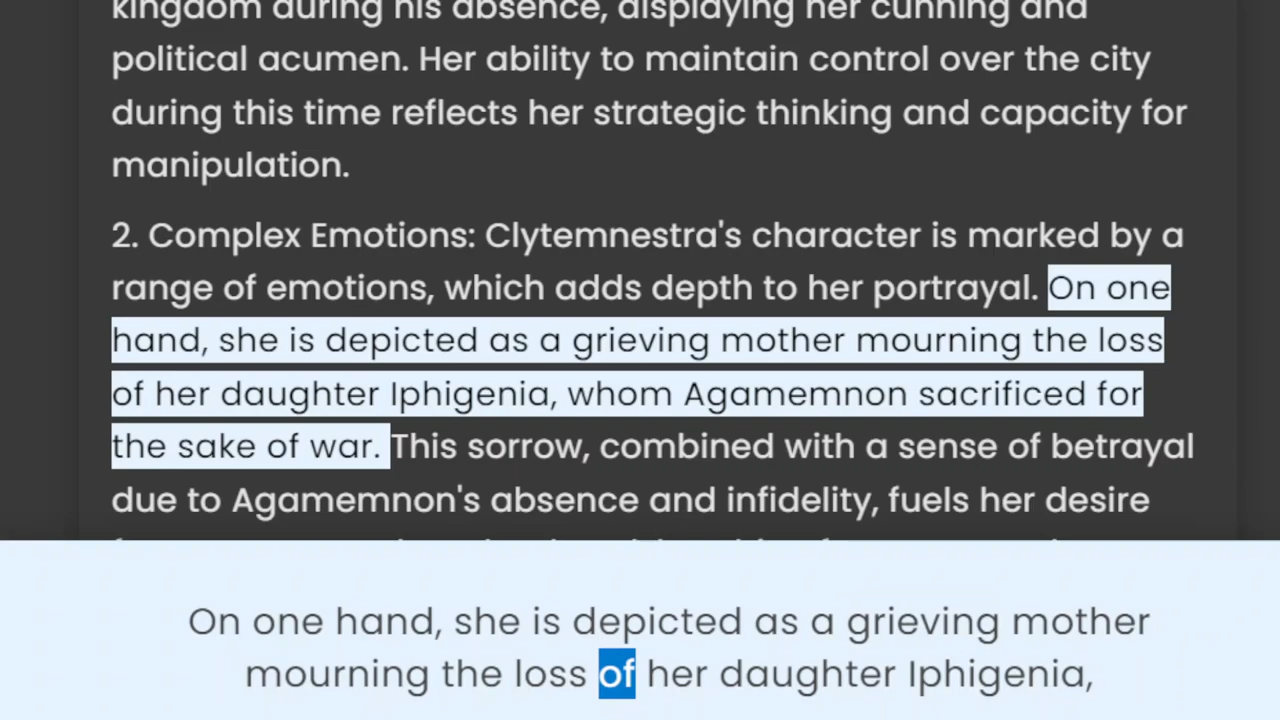 kingdom during his absence, displaying her cunning and
political acumen. Her ability to maintain control over the city
during this time reflects her strategic thinking and capacity for
manipulation.
2. Complex Emotions: Clytemnestra's character is marked by a
range of emotions, which adds depth to her portrayal. On one
hand, she is depicted as a grieving mother mourning the loss
of her daughter Iphigenia, whom Agamemnon sacrificed for
the sake of war. This sorrow, combined with a sense of betrayal
due to Agamemnon's absence and infidelity, fuels her desire
On one hand, she is depicted as a grieving mother
mourning the loss of her daughter Iphigenia,